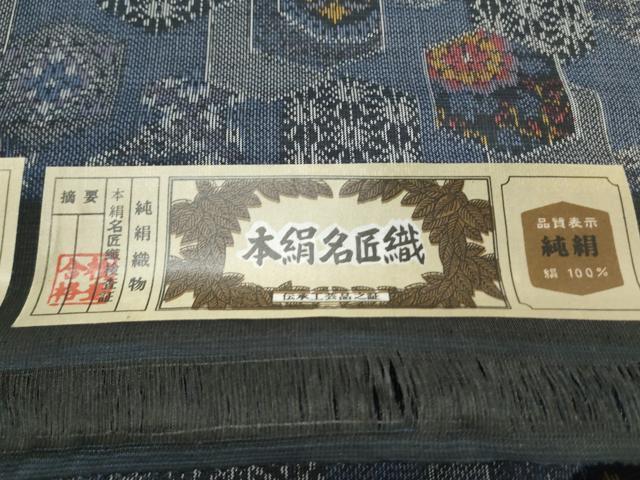 摘要
本絹名匠織検査証
純絹織物
本絹名匠織
伝承工芸品之証
品質表示
純絹
絹 100%